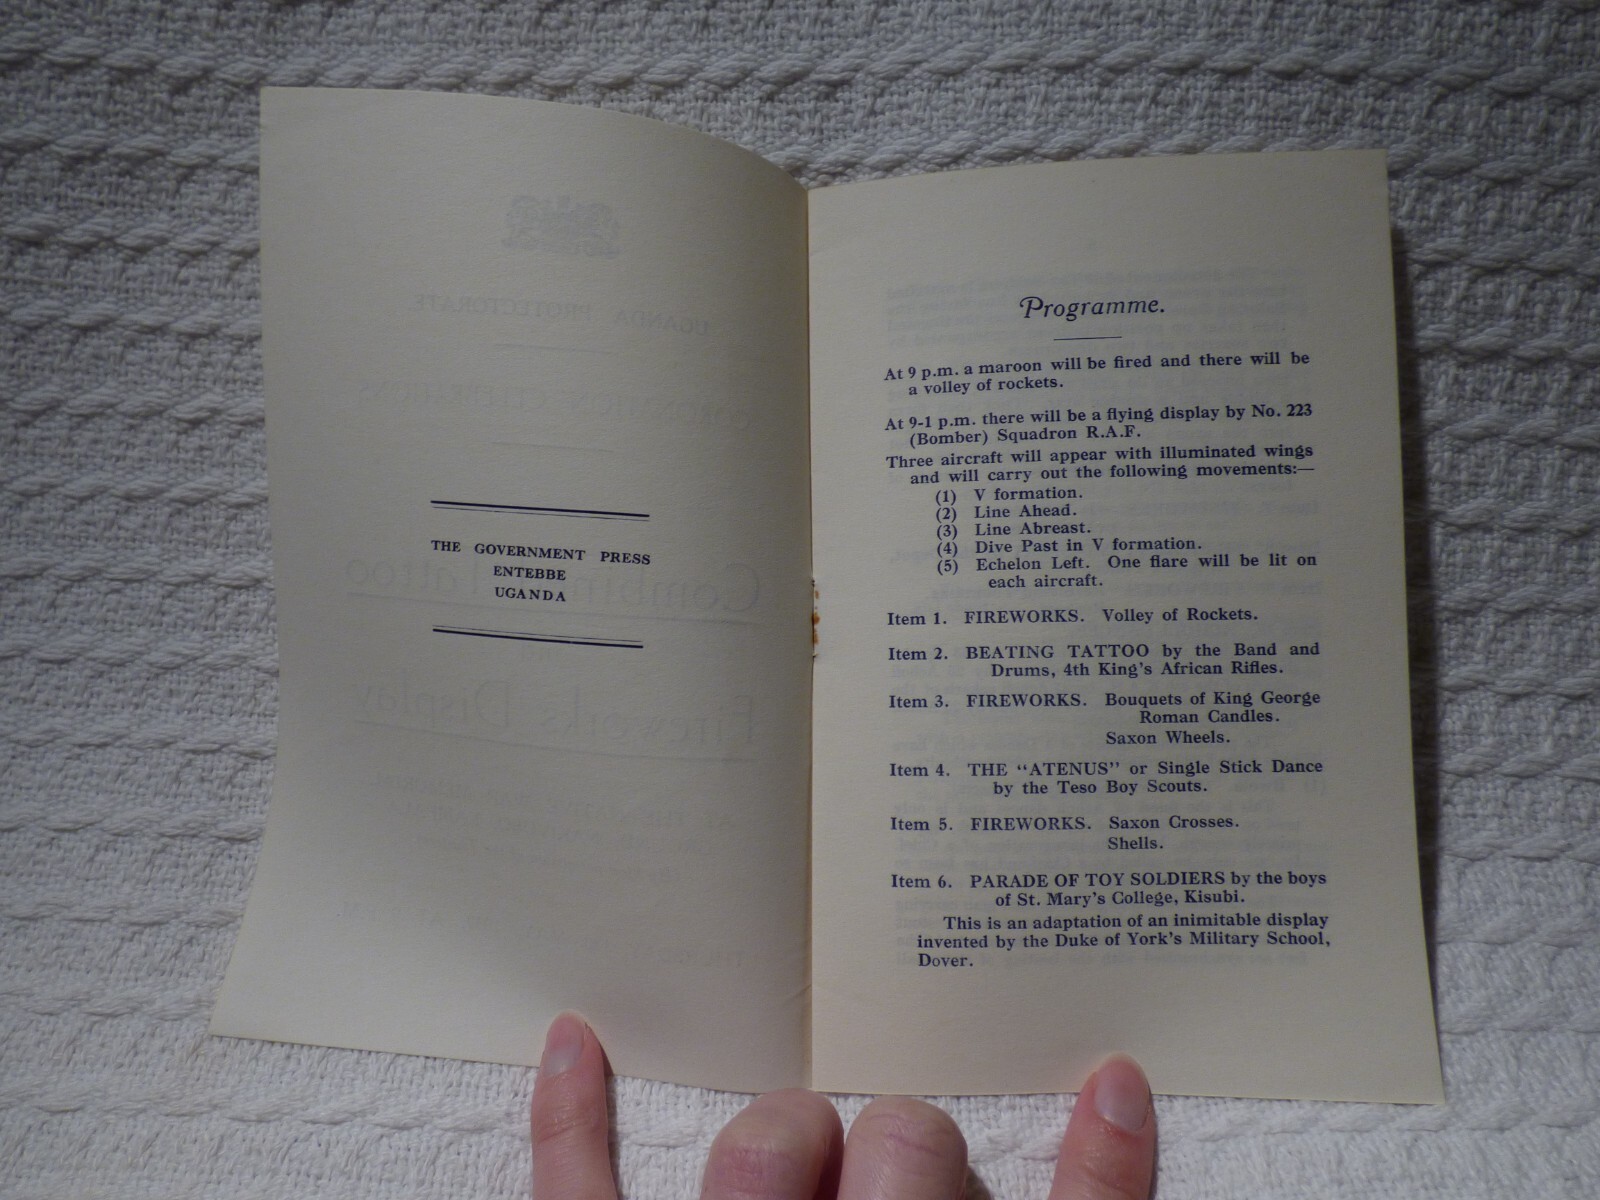 THE GOVERNMENT PRESS
ENTEBBE
UGANDA
Programme.
At 9 p.m. a maroon will be fired and there will be
a volley of rockets.
At 9-1 p.m. there will be a flying display by No. 223
(Bomber) Squadron R.A.F.
Three aircraft will appear with illuminated wings
and will carry out the following movements:—
(1) V formation.
(2) Line Ahead.
(3) Line Abreast.
(4) Dive Past in V formation.
(5) Echelon Left. One flare will be lit on
each aircraft.
Item 1. FIREWORKS. Volley of Rockets.
Item 2. BEATING TATTOO by the Band and
Drums, 4th King's African Rifles.
Item 3. FIREWORKS. Bouquets of King George
Roman Candles.
Saxon Wheels.
Item 4. THE "ATENUS" or Single Stick Dance
by the Teso Boy Scouts.
Item 5. FIREWORKS. Saxon Crosses.
Shells.
Item 6. PARADE OF TOY SOLDIERS by the boys
of St. Mary's College, Kisubi.
This is an adaptation of an inimitable display
invented by the Duke of York's Military School,
Dover.